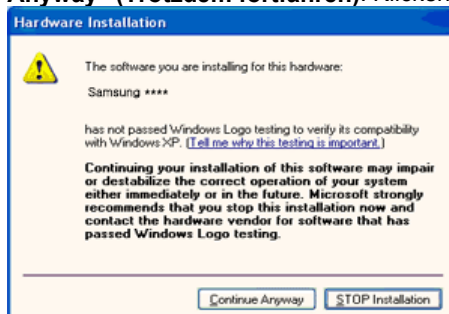 Anyway" (Trotzdem fortfahren).
Hardware Installation
The software you are installing for this hardware:
Samsung ****
has not passed Windows Logo testing to verify its compatibility
with Windows XP. (Tell me why this testing is important.)
Continuing your installation of this software may impair
or destabilize the correct operation of your system
either immediately or in the future. Microsoft strongly
recommends that you stop this installation now and
contact the hardware vendor for software that has
passed Windows Logo testing.
Continue Anyway
STOP Installation